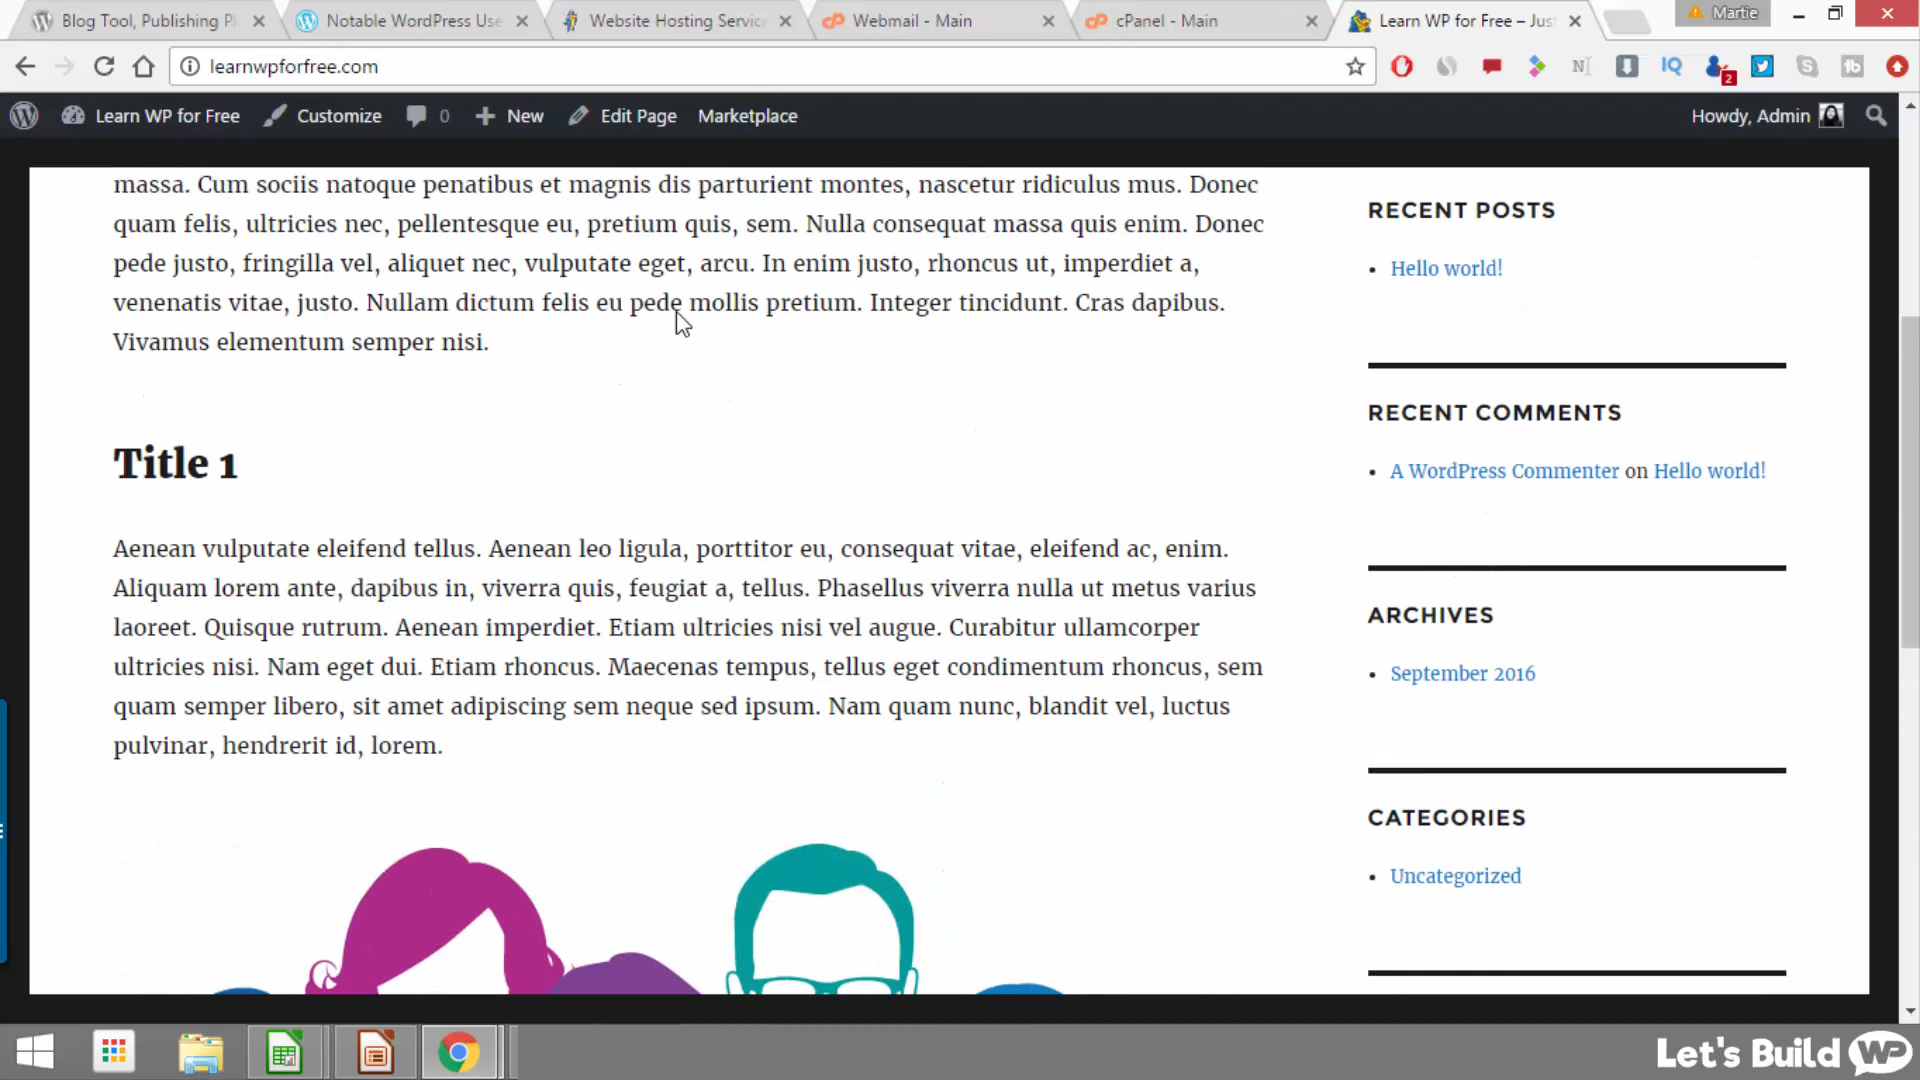 Blog Tool, Publishing P
Notable WordPress Use
Website Hosting Servic
Webmail - Main
cPanel - Main
Learn WP for Free – Jus
Martie
learnwpforfree.com
N
IQ
2
Learn WP for Free
Customize
0
New
Edit Page
Marketplace
Howdy, Admin
massa. Cum sociis natoque penatibus et magnis dis parturient montes, nascetur ridiculus mus. Donec
quam felis, ultricies nec, pellentesque eu, pretium quis, sem. Nulla consequat massa quis enim. Donec
pede justo, fringilla vel, aliquet nec, vulputate eget, arcu. In enim justo, rhoncus ut, imperdiet a,
venenatis vitae, justo. Nullam dictum felis eu pede mollis pretium. Integer tincidunt. Cras dapibus.
Vivamus elementum semper nisi.
Title 1
Aenean vulputate eleifend tellus. Aenean leo ligula, porttitor eu, consequat vitae, eleifend ac, enim.
Aliquam lorem ante, dapibus in, viverra quis, feugiat a, tellus. Phasellus viverra nulla ut metus varius
laoreet. Quisque rutrum. Aenean imperdiet. Etiam ultricies nisi vel augue. Curabitur ullamcorper
ultricies nisi. Nam eget dui. Etiam rhoncus. Maecenas tempus, tellus eget condimentum rhoncus, sem
quam semper libero, sit amet adipiscing sem neque sed ipsum. Nam quam nunc, blandit vel, luctus
pulvinar, hendrerit id, lorem.
RECENT POSTS
• Hello world!
RECENT COMMENTS
• A WordPress Commenter on Hello world!
ARCHIVES
• September 2016
CATEGORIES
• Uncategorized
Let's Build WP